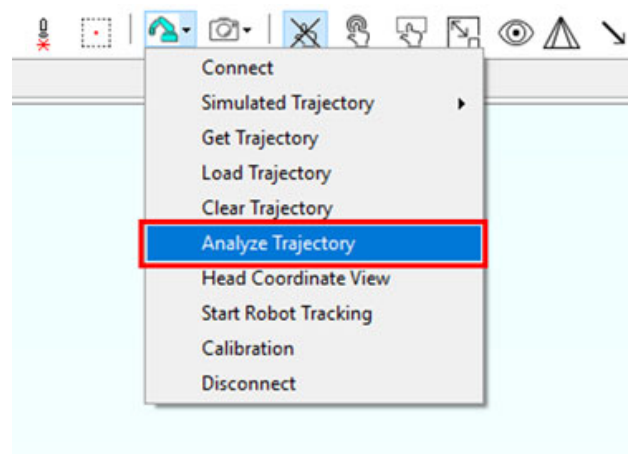 Connect
Simulated Trajectory
Get Trajectory
Load Trajectory
Clear Trajectory
Analyze Trajectory
Head Coordinate View
Start Robot Tracking
Calibration
Disconnect